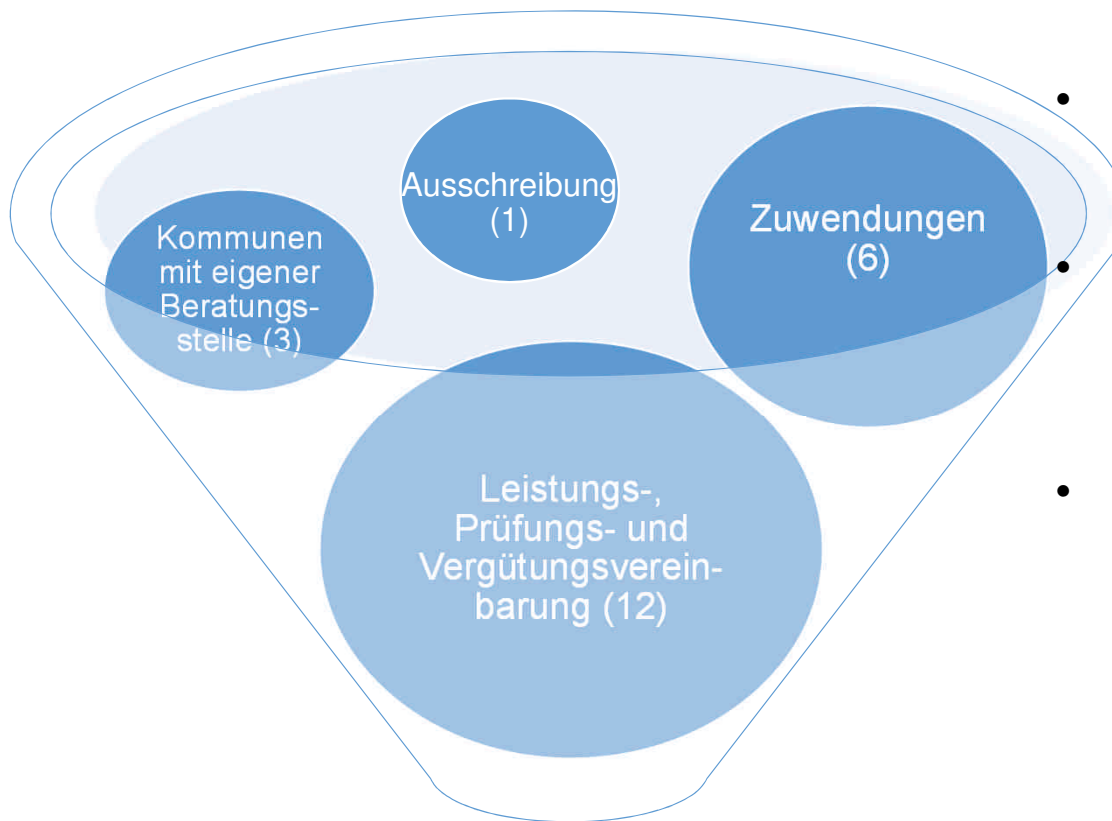 Ausschreibung
(1)
Zuwendungen
(6)
Kommunen
mit eigener
Beratungs-
stelle (3)
Leistungs-,
Prüfungs- und
Vergütungsverein-
barung (12)